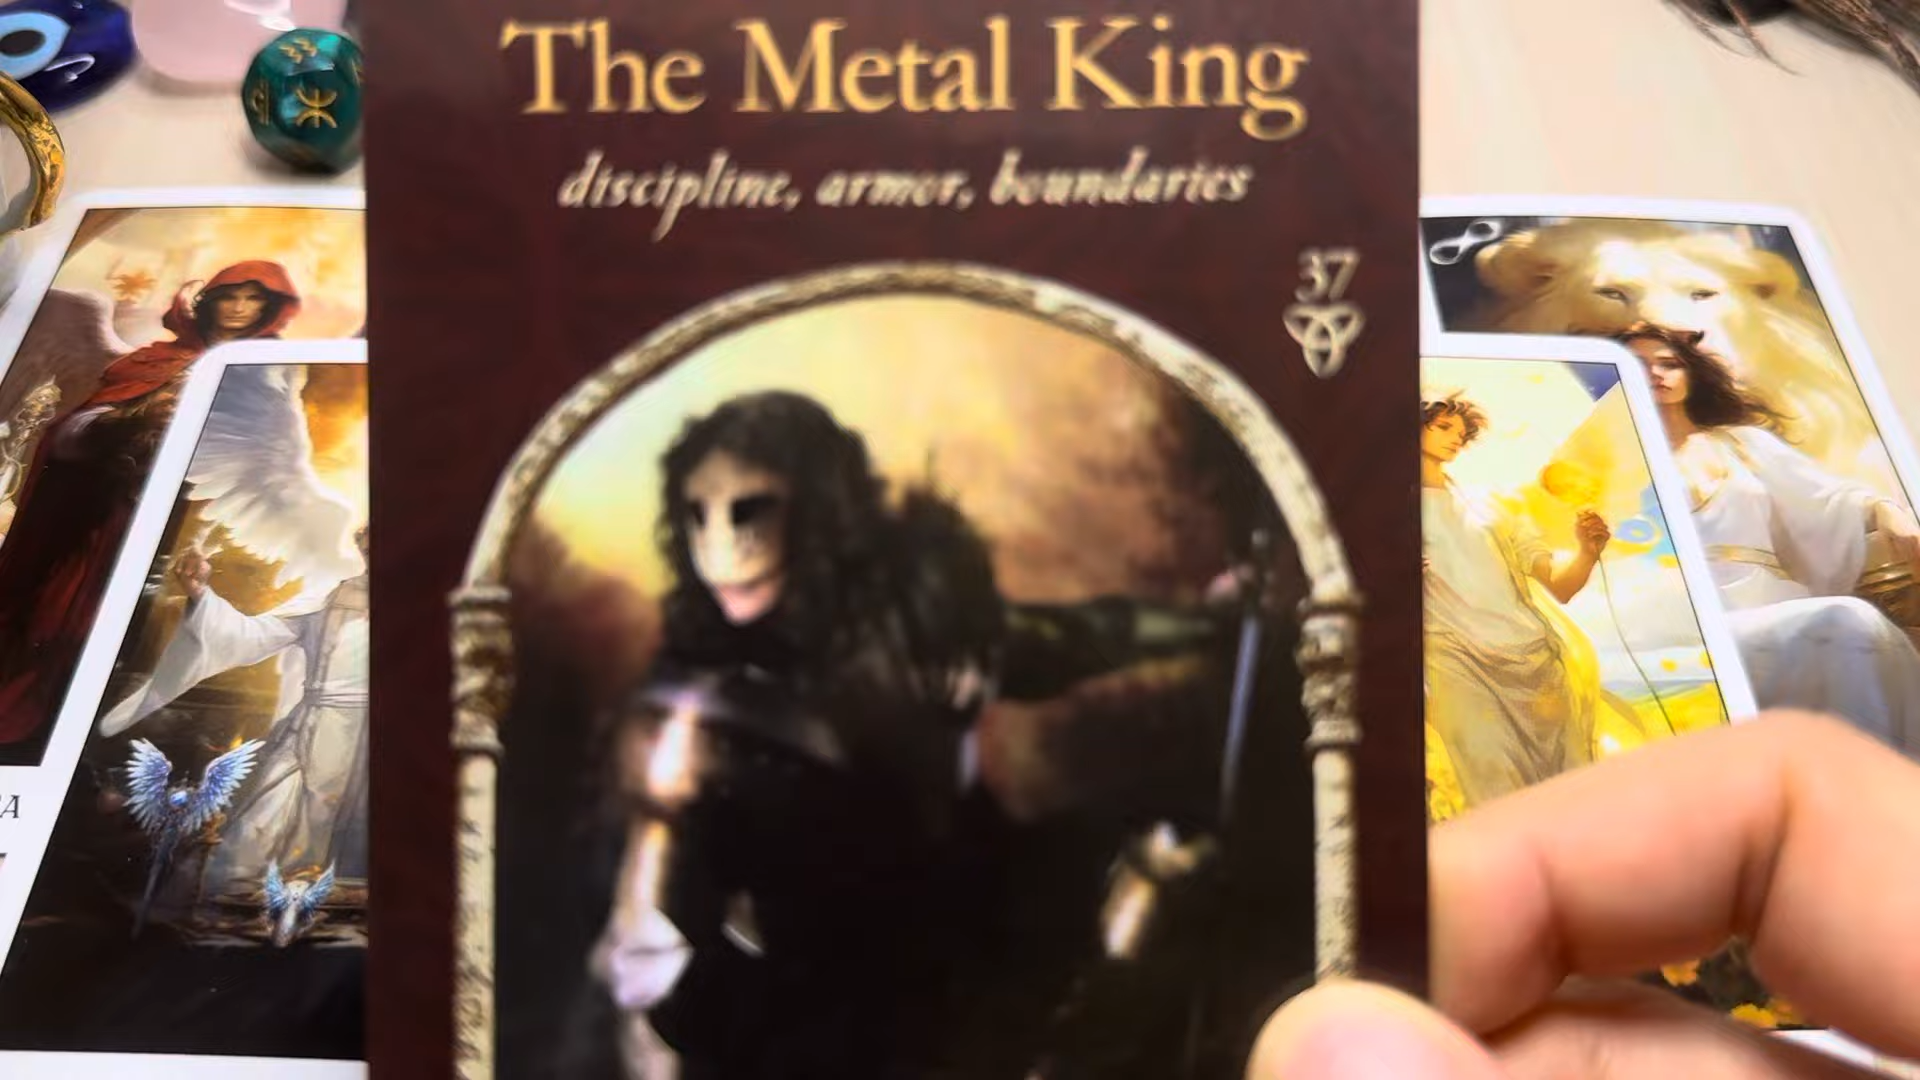 The Metal King
discipline, armor, boundaries
37
A